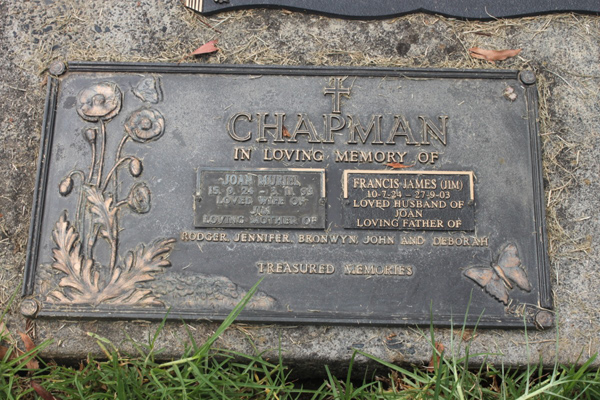 CHAPMAN
IN LOVING MEMORY OF
JOAN MURIEL
LOVED WIFE OF
JIM
LOVING MOTHER OF
FRANCIS JAMES (JIM)
10-7-24 - 27-9-03
LOVED HUSBAND OF
JOAN
LOVING FATHER OF
RODGER, JENNIFER, BRONWYN, JOHN AND DEBORAH
TREASURED MEMORIES